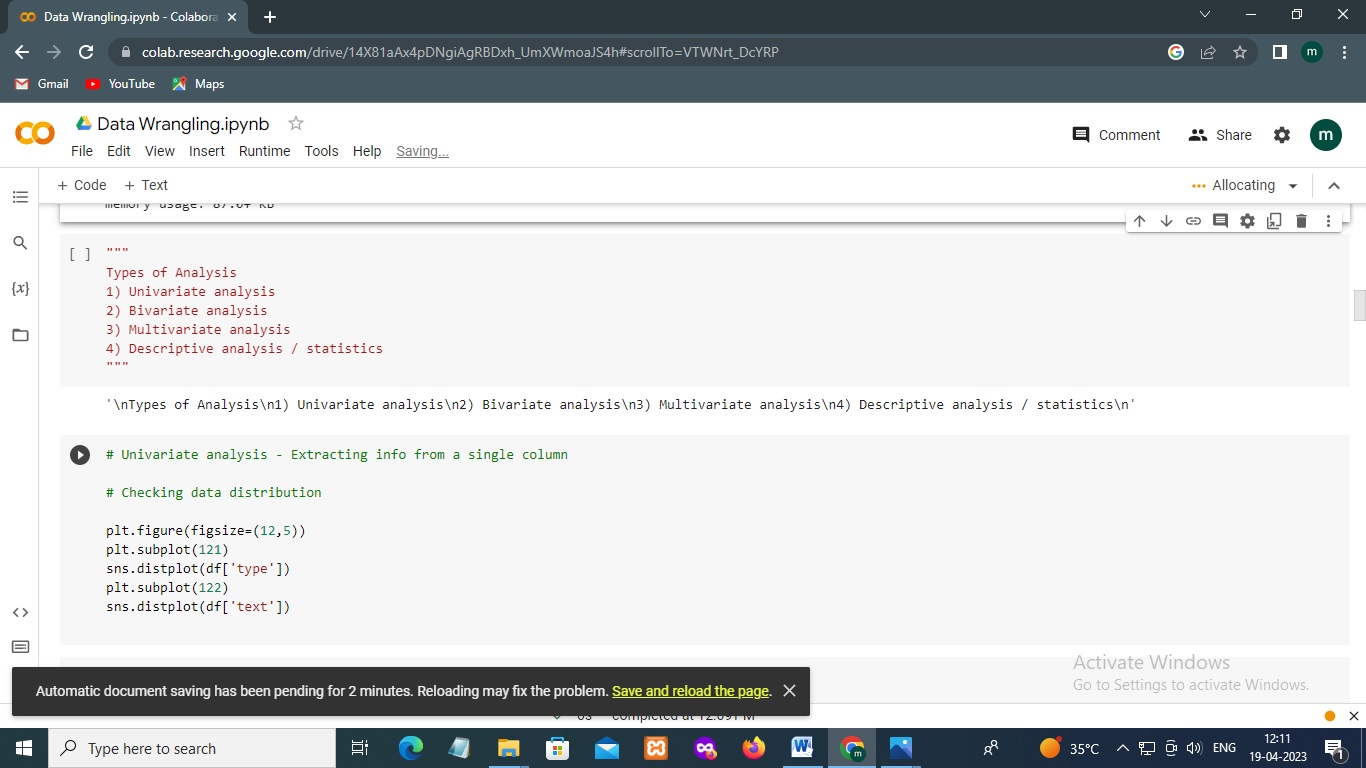 Data Wrangling.ipynb - Colabora
colab.research.google.com/drive/14X81aAx4pDNgiAgRBDxh_UmXWmoaJS4h#scrollTo=VTWNrt_DcYRP
m
Gmail YouTube Maps
Data Wrangling.ipynb
File Edit View Insert Runtime Tools Help Saving...
Comment Share m
+ Code + Text
Allocating
memory usage: 87.0+ KB
[ ] """
Types of Analysis
1) Univariate analysis
2) Bivariate analysis
3) Multivariate analysis
4) Descriptive analysis / statistics
"""
'\nTypes of Analysis\n1) Univariate analysis\n2) Bivariate analysis\n3) Multivariate analysis\n4) Descriptive analysis / statistics\n'
# Univariate analysis - Extracting info from a single column
# Checking data distribution
plt.figure(figsize=(12,5))
plt.subplot(121)
sns.distplot(df['type'])
plt.subplot(122)
sns.distplot(df['text'])
{x}
Activate Windows
Go to Settings to activate Windows.
Automatic document saving has been pending for 2 minutes. Reloading may fix the problem. Save and reload the page.
0s completed at
Type here to search
35°C ENG 12:11
19-04-2023
1